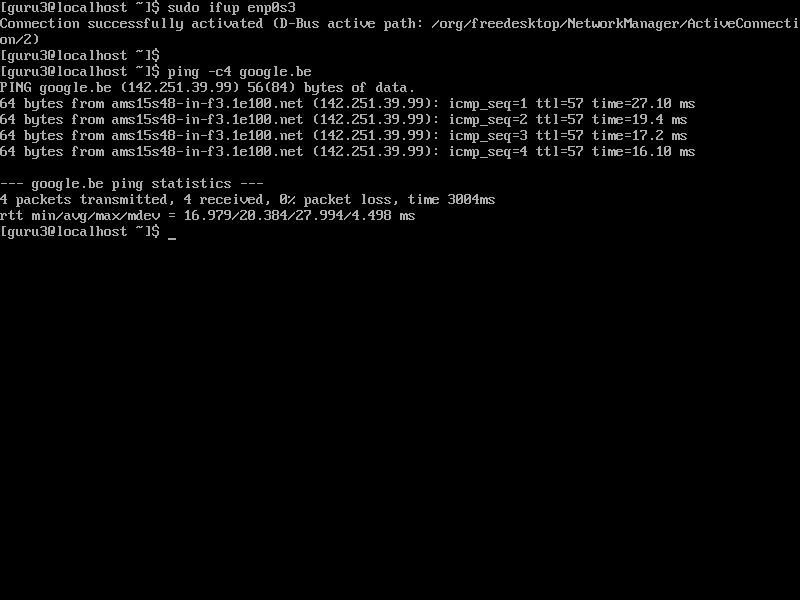 [guru3@localhost ~]$ sudo ifup enp0s3
Connection successfully activated (D-Bus active path: /org/freedesktop/NetworkManager/ActiveConnecti
on/2)
[guru3@localhost ~]$
[guru3@localhost ~]$ ping -c4 google.be
PING google.be (142.251.39.99) 56(84) bytes of data.
64 bytes from ams15s48-in-f3.1e100.net (142.251.39.99): icmp_seq=1 ttl=57 time=27.10 ms
64 bytes from ams15s48-in-f3.1e100.net (142.251.39.99): icmp_seq=2 ttl=57 time=19.4 ms
64 bytes from ams15s48-in-f3.1e100.net (142.251.39.99): icmp_seq=3 ttl=57 time=17.2 ms
64 bytes from ams15s48-in-f3.1e100.net (142.251.39.99): icmp_seq=4 ttl=57 time=16.10 ms
--- google.be ping statistics ---
4 packets transmitted, 4 received, 0% packet loss, time 3004ms
rtt min/avg/max/mdev = 16.979/20.384/27.994/4.498 ms
[guru3@localhost ~]$ _